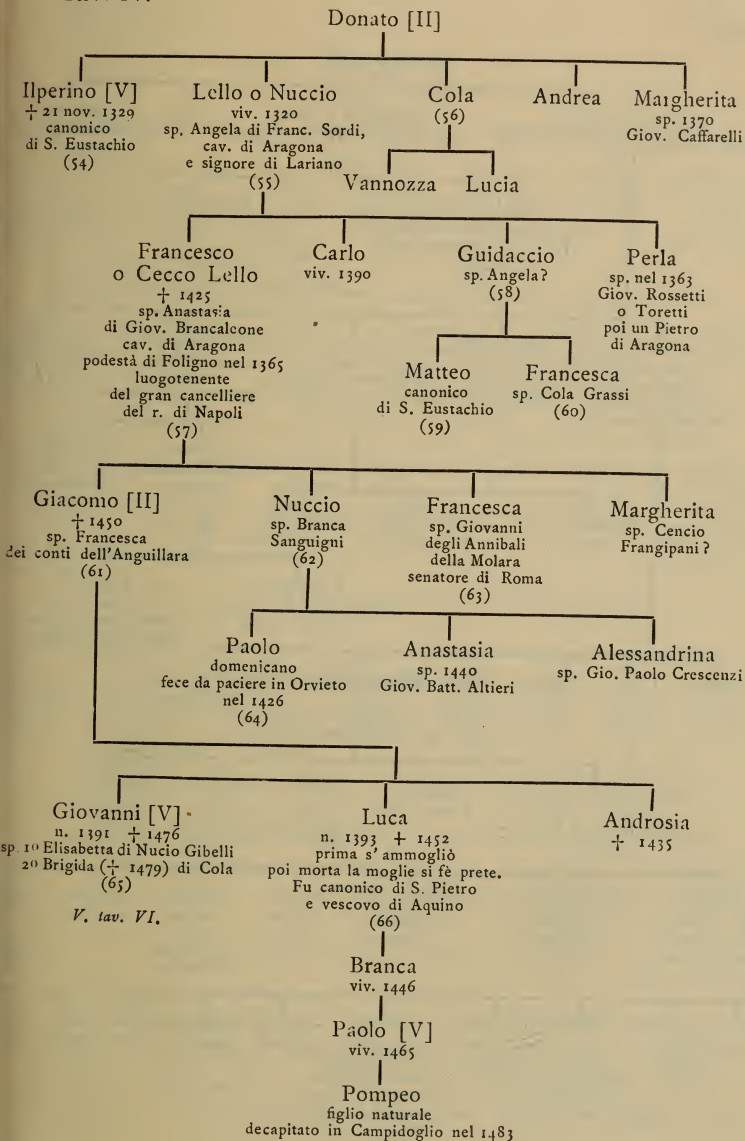 Donato [II]
Ilperino [V]
† 21 nov. 1329
canonico
di S. Eustachio
(54)
Lello o Nuccio
viv. 1320
sp. Angela di Franc. Sordi,
cav. di Aragona
e signore di Lariano
(55)
Cola
(56)
Andrea
Margherita
sp. 1370
Giov. Caffarelli
Vannozza
Lucia
Francesco
o Cecco Lello
† 1425
sp. Anastasia
di Giov. Brancaleone
cav. di Aragona
podestà di Foligno nel 1365
luogotenente
del gran cancelliere
del r. di Napoli
(57)
Carlo
viv. 1390
Guidaccio
sp. Angela?
(58)
Perla
sp. nel 1363
Giov. Rossetti
o Toretti
poi un Pietro
di Aragona
Matteo
canonico
di S. Eustachio
(59)
Francesca
sp. Cola Grassi
(60)
Giacomo [II]
† 1450
sp. Francesca
dei conti dell'Anguillara
(61)
Nuccio
sp. Branca
Sanguigni
(62)
Francesca
sp. Giovanni
degli Annibali
della Molara
senatore di Roma
(63)
Margherita
sp. Cencio
Frangipani ?
Paolo
domenicano
fece da paciere in Orvieto
nel 1426
(64)
Anastasia
sp. 1440
Giov. Batt. Altieri
Alessandrina
sp. Gio. Paolo Crescenzi
Giovanni [V]
n. 1391 † 1476
sp. 1º Elisabetta di Nucio Gibelli
2º Brigida († 1479) di Cola
(65)
V. tav. VI.
Luca
n. 1393 † 1452
prima s'ammogliò
poi morta la moglie si fè prete.
Fu canonico di S. Pietro
e vescovo di Aquino
(66)
Androsia
† 1435
Branca
viv. 1446
Paolo [V]
viv. 1465
Pompeo
figlio naturale
decapitato in Campidoglio nel 1483